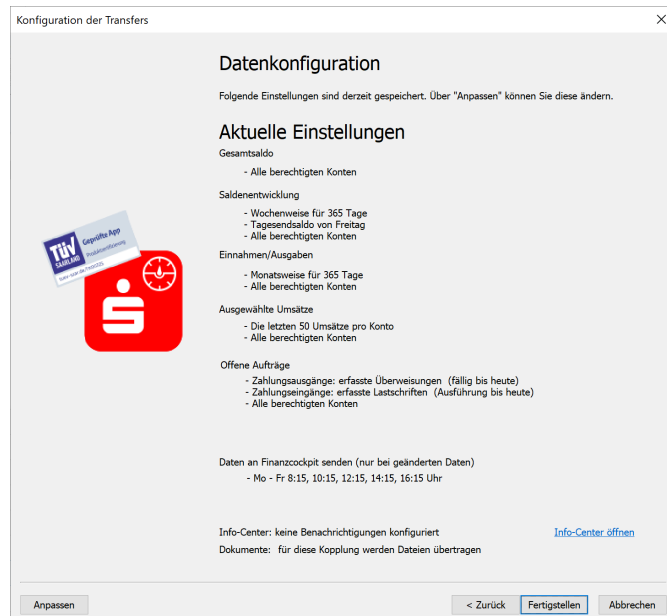 Konfiguration der Transfers
Datenkonfiguration
Folgende Einstellungen sind derzeit gespeichert. Über "Anpassen" können Sie diese ändern.
Aktuelle Einstellungen
Gesamtsaldo
- Alle berechtigten Konten
Saldenentwicklung
- Wochenweise für 365 Tage
- Tagesendsaldo von Freitag
- Alle berechtigten Konten
Einnahmen/Ausgaben
- Monatsweise für 365 Tage
- Alle berechtigten Konten
Ausgewählte Umsätze
- Die letzten 50 Umsätze pro Konto
- Alle berechtigten Konten
Offene Aufträge
- Zahlungsausgänge: erfasste Überweisungen (fällig bis heute)
- Zahlungseingänge: erfasste Lastschriften (Ausführung bis heute)
- Alle berechtigten Konten
Daten an Finanzcockpit senden (nur bei geänderten Daten)
- Mo - Fr 8:15, 10:15, 12:15, 14:15, 16:15 Uhr
Info-Center: keine Benachrichtigungen konfiguriert
Info-Center öffnen
Dokumente: für diese Kopplung werden Dateien übertragen
TÜV
SAARLAND
Geprüfte App
Produktzertifizierung
Anpassen
< Zurück
Fertigstellen
Abbrechen